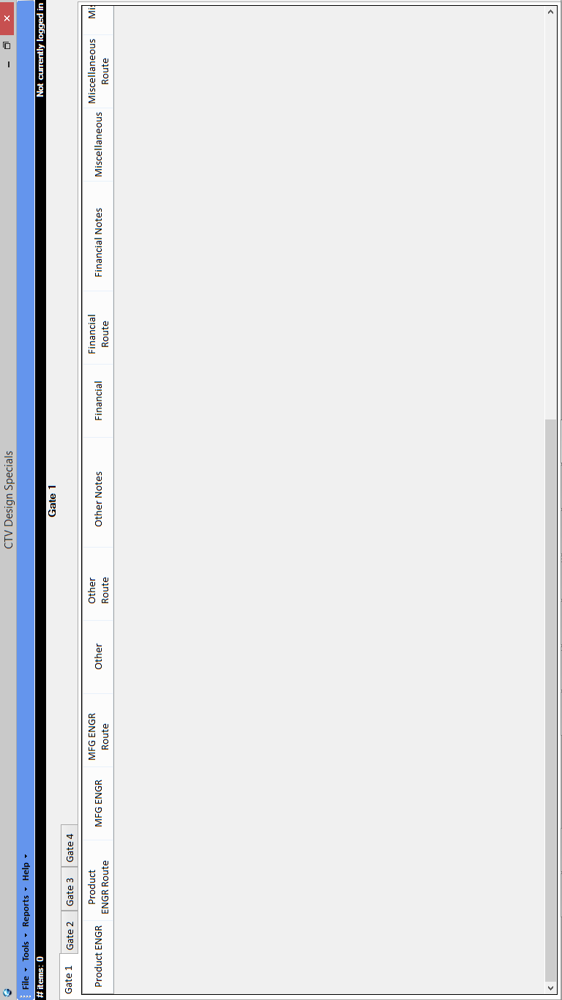 CTV Design Specials
File Tools Reports Help
# items: 0 Not currently logged in
Gate 1
Gate 1 Gate 2 Gate 3 Gate 4
Product ENGR
Product
ENGR Route
MFG ENGR
MFG ENGR
Route
Other
Other
Route
Other Notes
Financial
Financial
Route
Financial Notes
Miscellaneous
Miscellaneous
Route